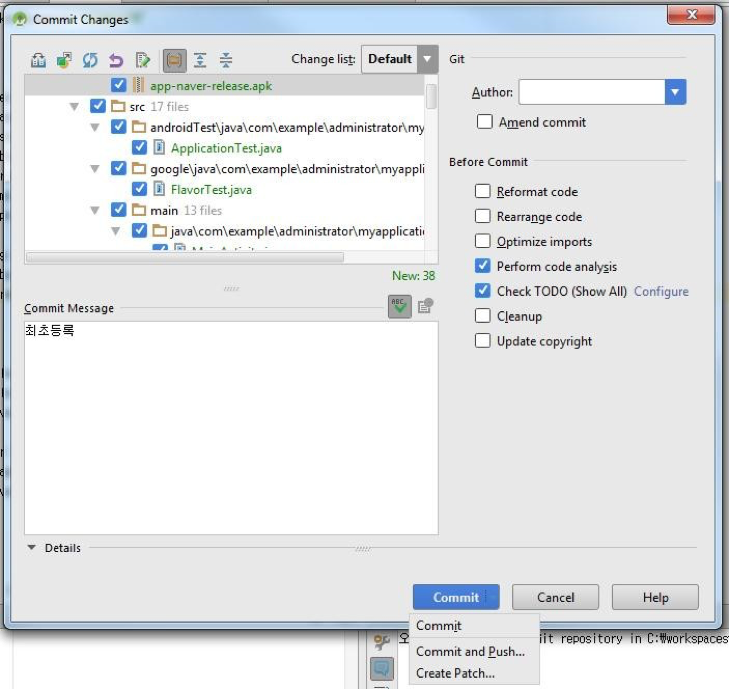 Commit Changes
Change list: Default
app-naver-release.apk
src 17 files
androidTest\java\com\example\administrator\my
ApplicationTest.java
google\java\com\example\administrator\myappli
FlavorTest.java
main 13 files
java\com\example\administrator\myapplicatio
New: 38
Commit Message
최초등록
Git
Author:
Amend commit
Before Commit
Reformat code
Rearrange code
Optimize imports
Perform code analysis
Check TODO (Show All) Configure
Cleanup
Update copyright
Details
Commit Cancel Help
Commit
Commit and Push...
Create Patch...
repository in C:\workspaces